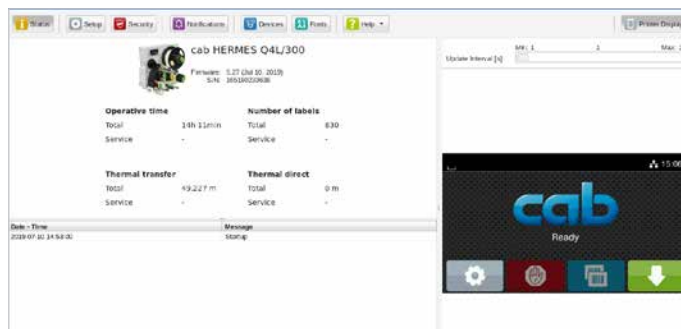 Status Setup Security Notifications Devices Fonts Help Printer Display
cab HERMES Q4L/300
Firmware: 5.27 (Jul 10, 2019)
S/N:
Operative time Number of labels
Total 14h 11min Total 830
Service - Service -
Thermal transfer Thermal direct
Total 49.227 m Total 0 m
Service - Service -
Date - Time Message
2019-07-10 14:53:00 Startup
Min: 1 1 Max:
Update Interval [s]
15:06
cab
Ready